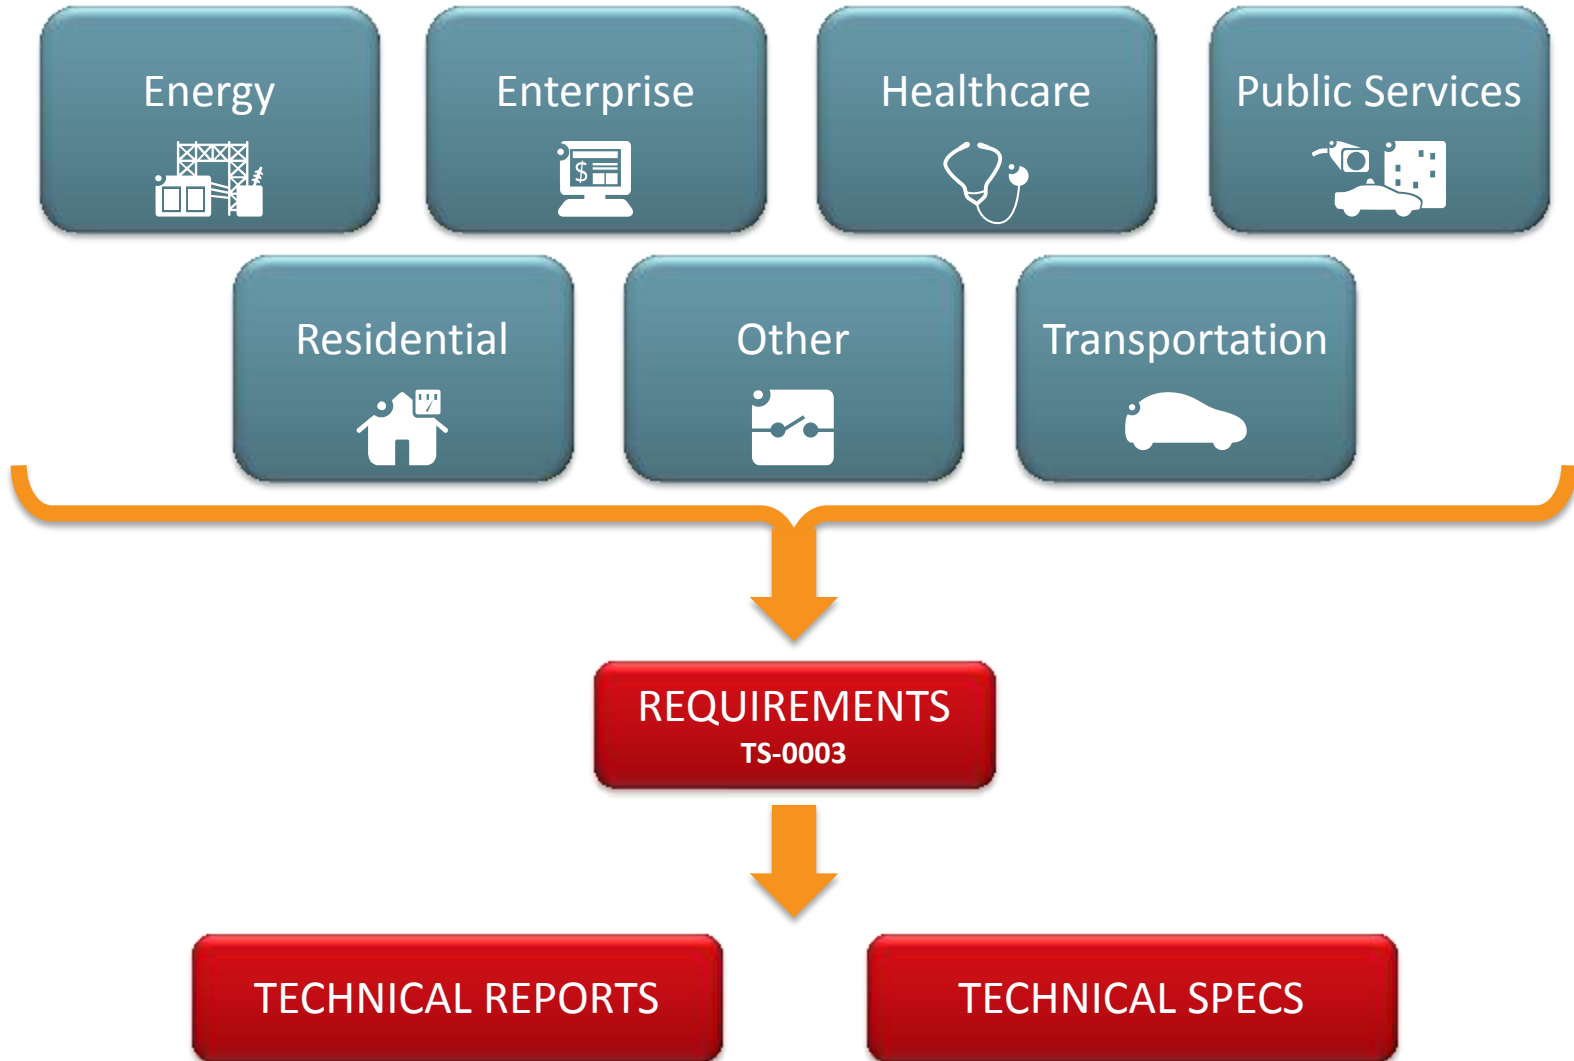 Energy
Enterprise
Healthcare
Public Services
$
Residential
Other
Transportation
REQUIREMENTS
TS-0003
TECHNICAL REPORTS
TECHNICAL SPECS